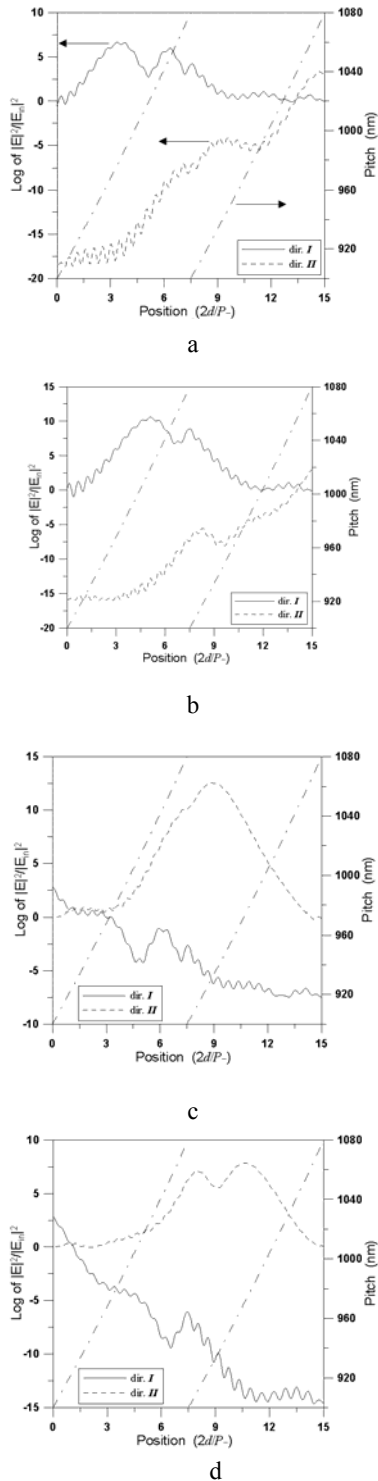 10
5
0
-5
-10
-15
-20
Log of |E|²/|E_in|²
1080
1040
1000
960
920
Pitch (nm)
dir. I
dir. II
0 3 6 9 12 15
Position (2d/P-)
a
15
10
5
0
-5
-10
-15
-20
Log of |E|²/|E_in|²
1080
1040
1000
960
920
Pitch (nm)
dir. I
dir. II
0 3 6 9 12 15
Position (2d/P-)
b
15
10
5
0
-5
-10
Log of |E|²/|E_in|²
1080
1040
1000
960
920
Pitch (nm)
dir. I
dir. II
0 3 6 9 12 15
Position (2d/P-)
c
10
5
0
-5
-10
-15
Log of |E|²/|E_in|²
1080
1040
1000
960
920
Pitch (nm)
dir. I
dir. II
0 3 6 9 12 15
Position (2d/P-)
d